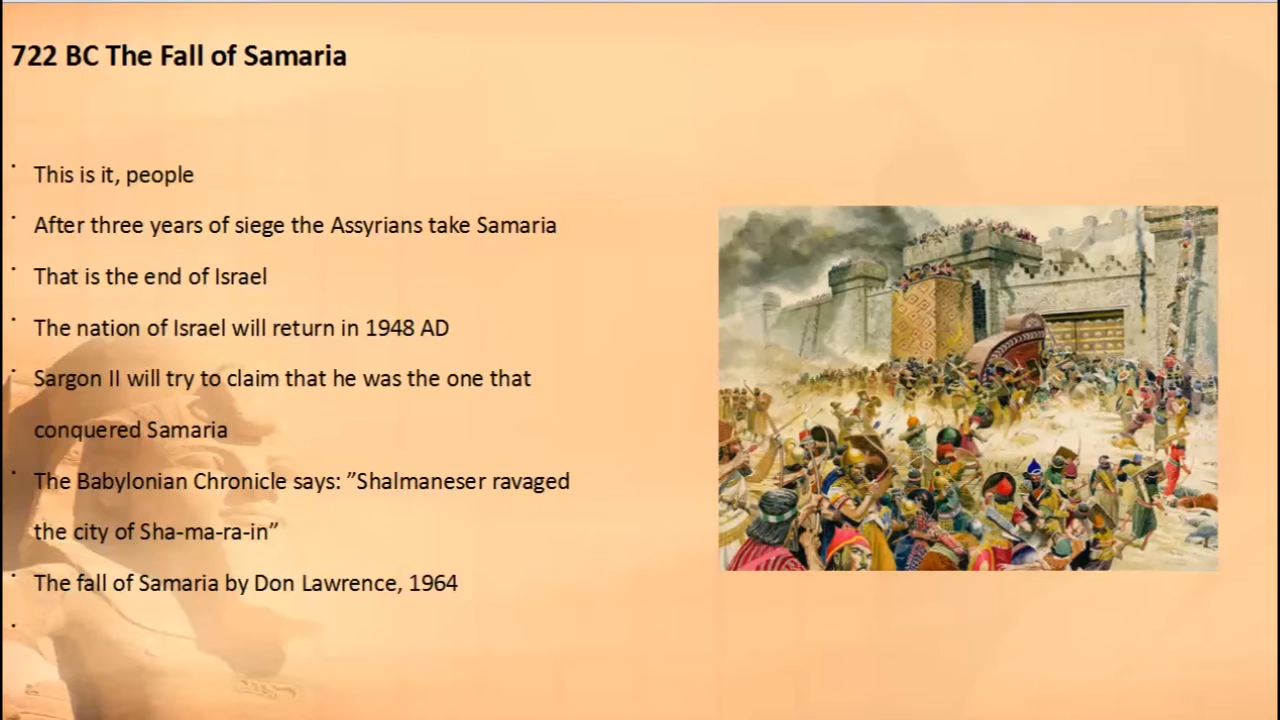 722 BC The Fall of Samaria
· This is it, people
· After three years of siege the Assyrians take Samaria
· That is the end of Israel
· The nation of Israel will return in 1948 AD
· Sargon II will try to claim that he was the one that
conquered Samaria
· The Babylonian Chronicle says: ”Shalmaneser ravaged
the city of Sha-ma-ra-in”
· The fall of Samaria by Don Lawrence, 1964
·